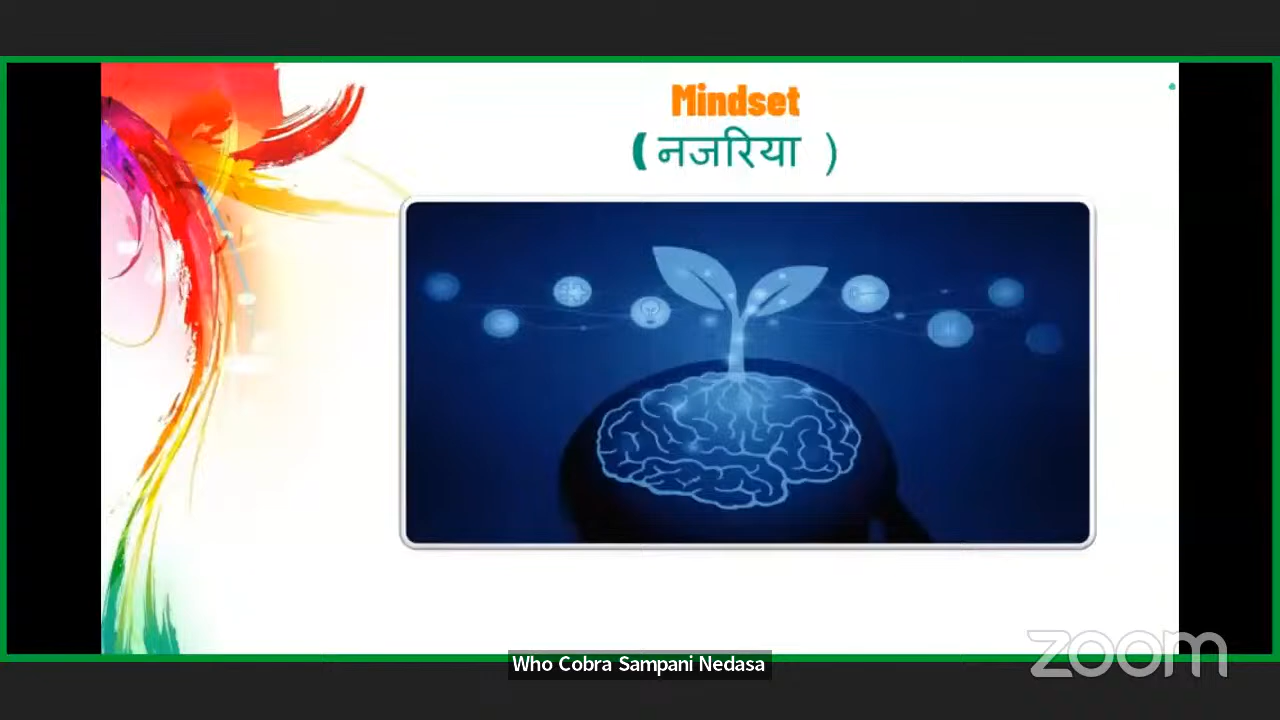 Mindset
( नजरिया )
zoom
Who Cobra Sampani Nedasa